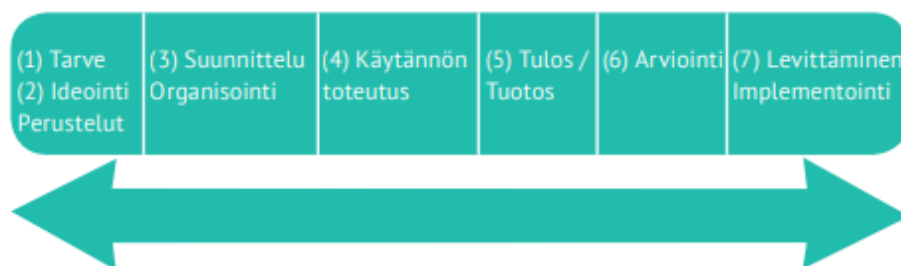 (1) Tarve
(2) Ideointi
Perustelut
(3) Suunnittelu
Organisointi
(4) Käytännön
toteutus
(5) Tulos /
Tuotos
(6) Arviointi
(7) Levittäminen
Implementointi